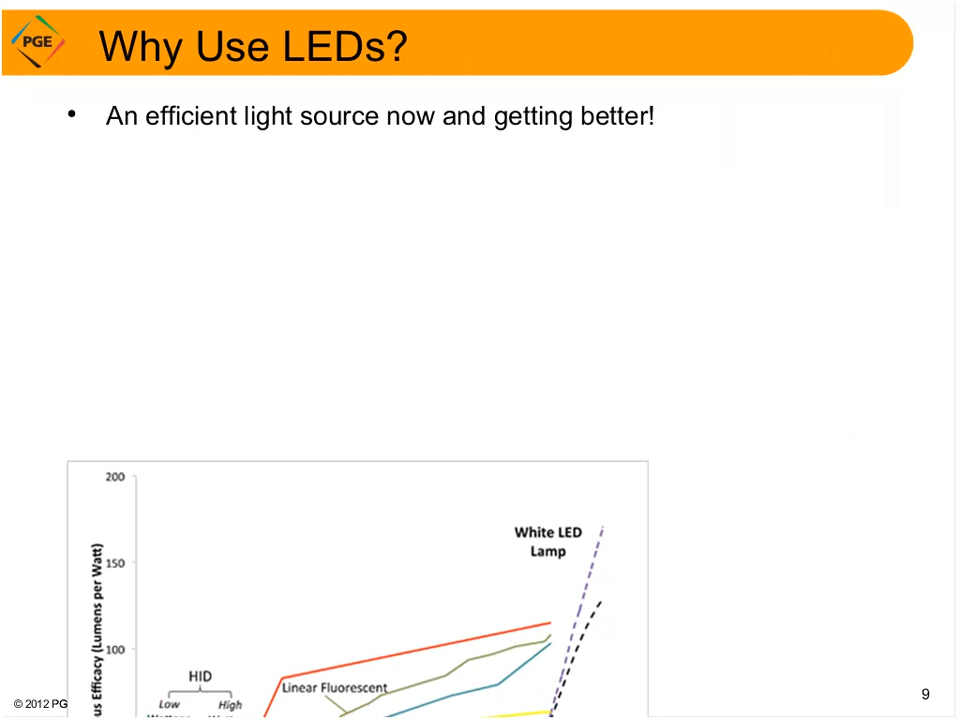 PGE
Why Use LEDs?
• An efficient light source now and getting better!
200
White LED
Lamp
150
Efficacy (Lumens per Watt)
100
HID
Linear Fluorescent
Low
High
© 2012 PG
9